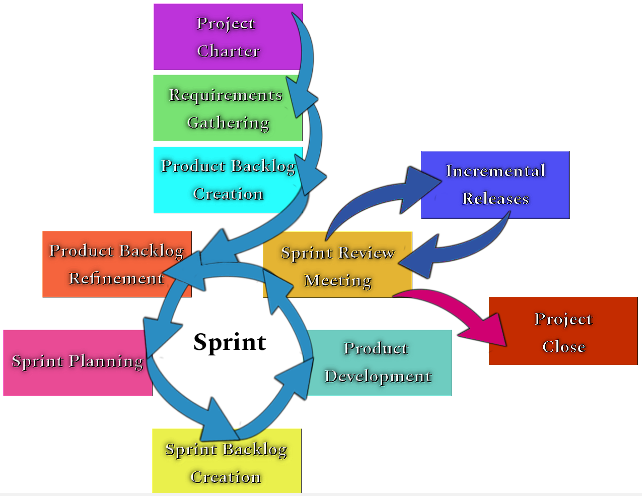 Project
Charter
Requirements
Gathering
Product Backlog
Creation
Incremental
Releases
Product Backlog
Refinement
Sprint Review
Meeting
Project
Close
Sprint
Sprint Planning
Product
Development
Sprint Backlog
Creation